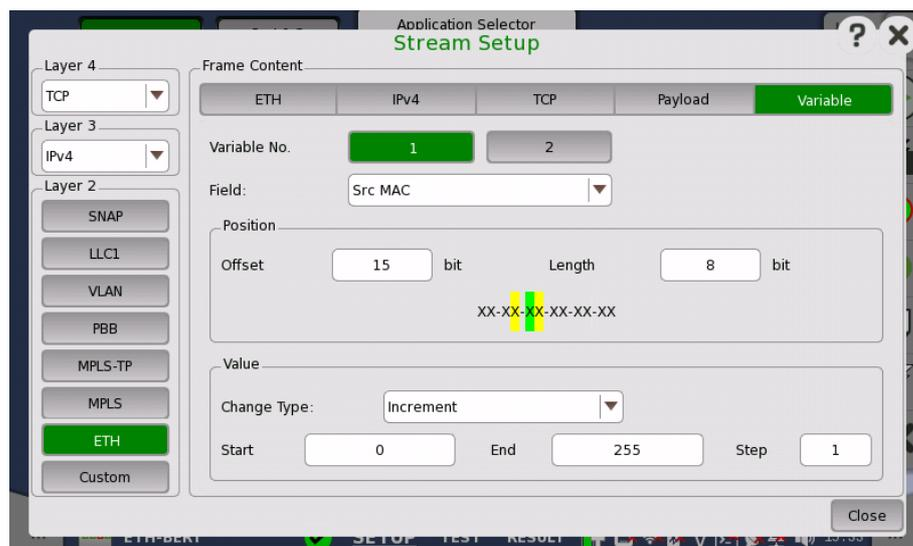 Application Selector
Stream Setup
? X
Layer 4
TCP
Layer 3
IPv4
Layer 2
SNAP
LLC1
VLAN
PBB
MPLS-TP
MPLS
ETH
Custom
Frame Content
ETH IPv4 TCP Payload Variable
Variable No. 1 2
Field: Src MAC
Position
Offset 15 bit Length 8 bit
XX-XX-XX-XX-XX-XX
Value
Change Type: Increment
Start 0 End 255 Step 1
Close
ETH-BERT SETUP TEST RESULT